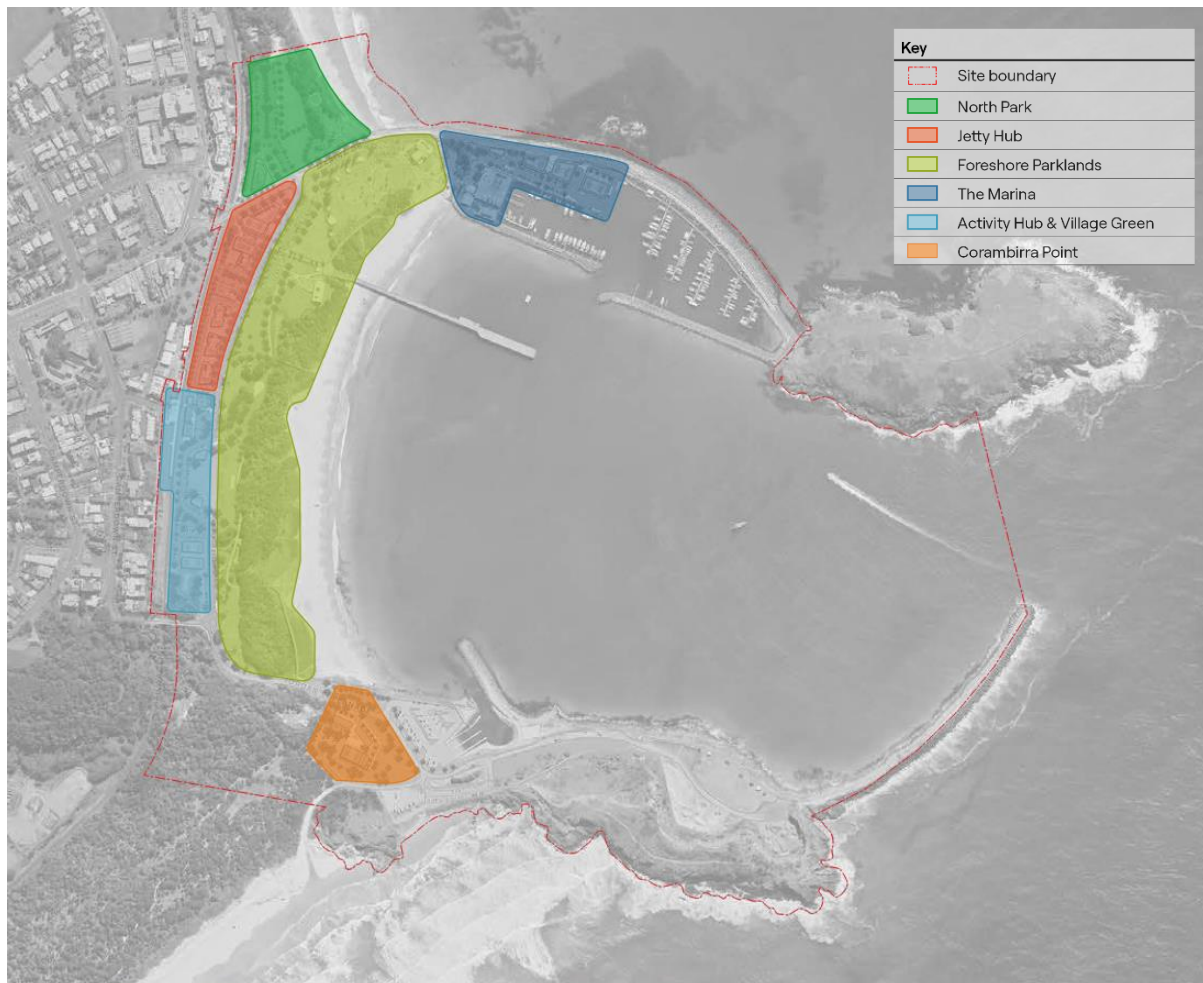 Key
Site boundary
North Park
Jetty Hub
Foreshore Parklands
The Marina
Activity Hub & Village Green
Corambirra Point